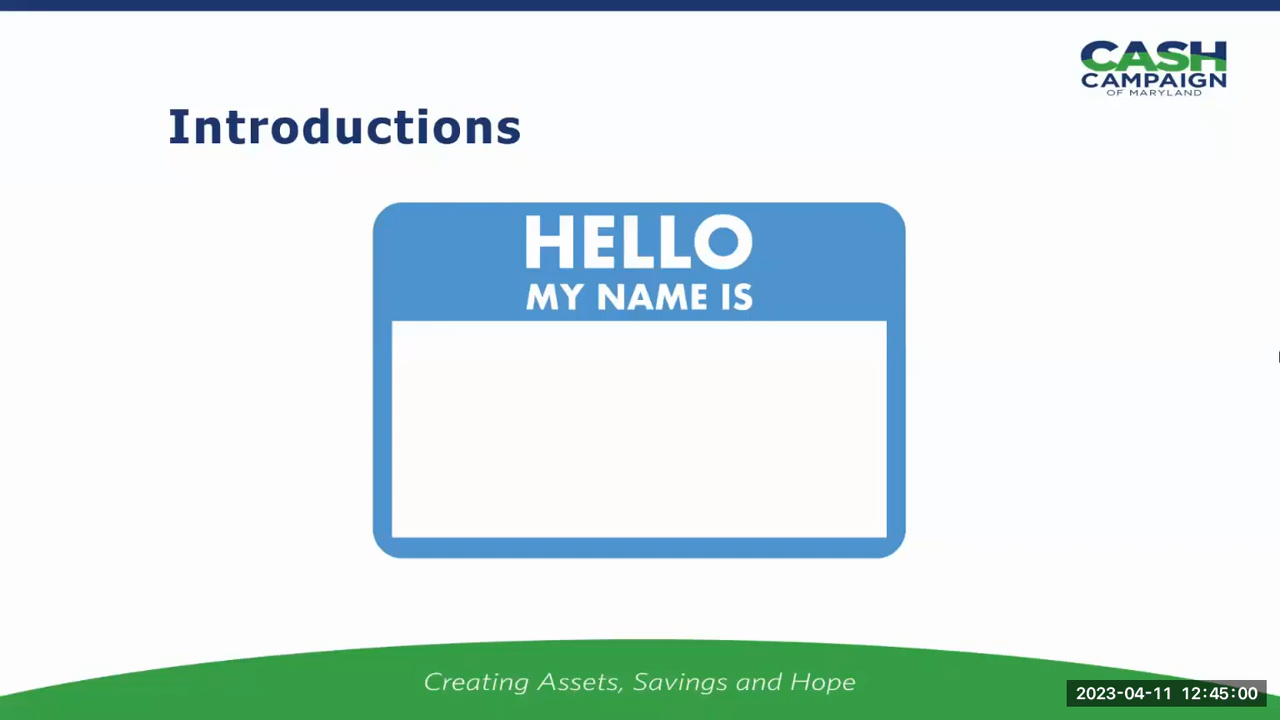 CASH
CAMPAIGN
OF MARYLAND
Introductions
HELLO
MY NAME IS
Creating Assets, Savings and Hope
2023-04-11 12:45:00